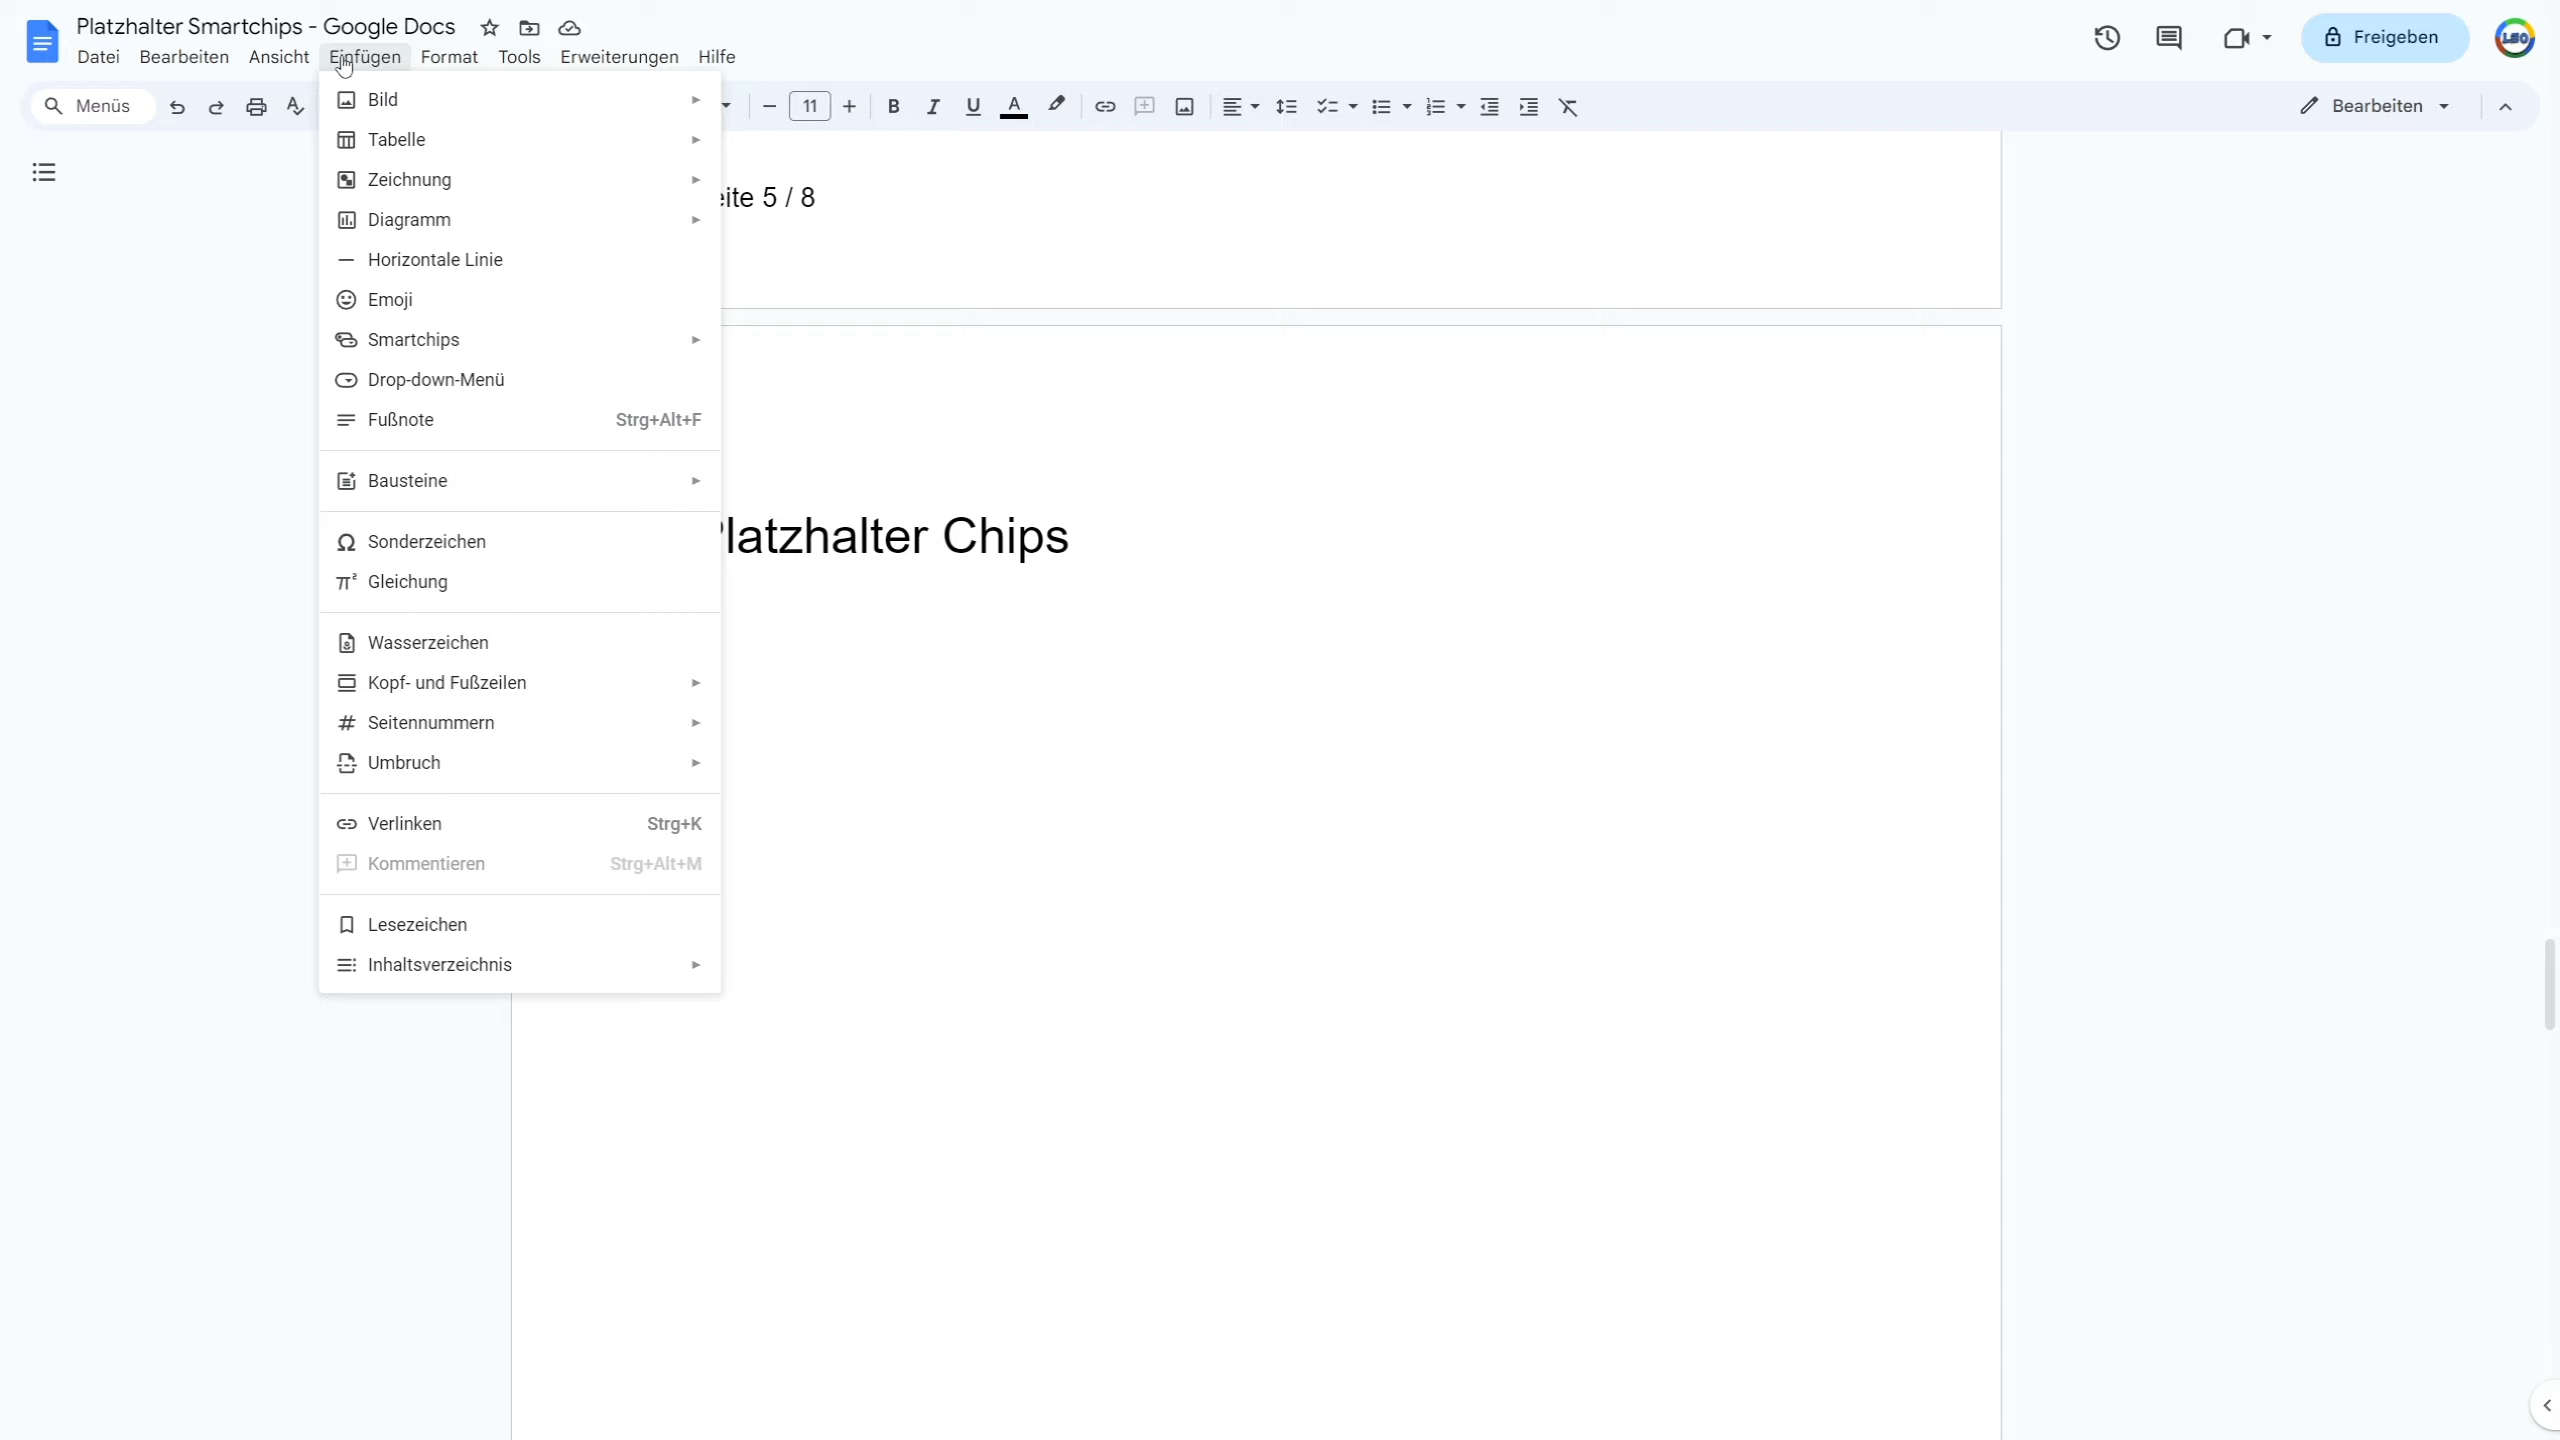 Platzhalter Smartchips - Google Docs
Datei Bearbeiten Ansicht Einfügen Format Tools Erweiterungen Hilfe
Freigeben
LSO
Menüs
11
B I U A
Bearbeiten
Bild
Tabelle
Zeichnung
Diagramm
Horizontale Linie
Emoji
Smartchips
Drop-down-Menü
Fußnote Strg+Alt+F
Bausteine
Sonderzeichen
Gleichung
Wasserzeichen
Kopf- und Fußzeilen
Seitennummern
Umbruch
Verlinken Strg+K
Kommentieren Strg+Alt+M
Lesezeichen
Inhaltsverzeichnis
eite 5 / 8
latzhalter Chips